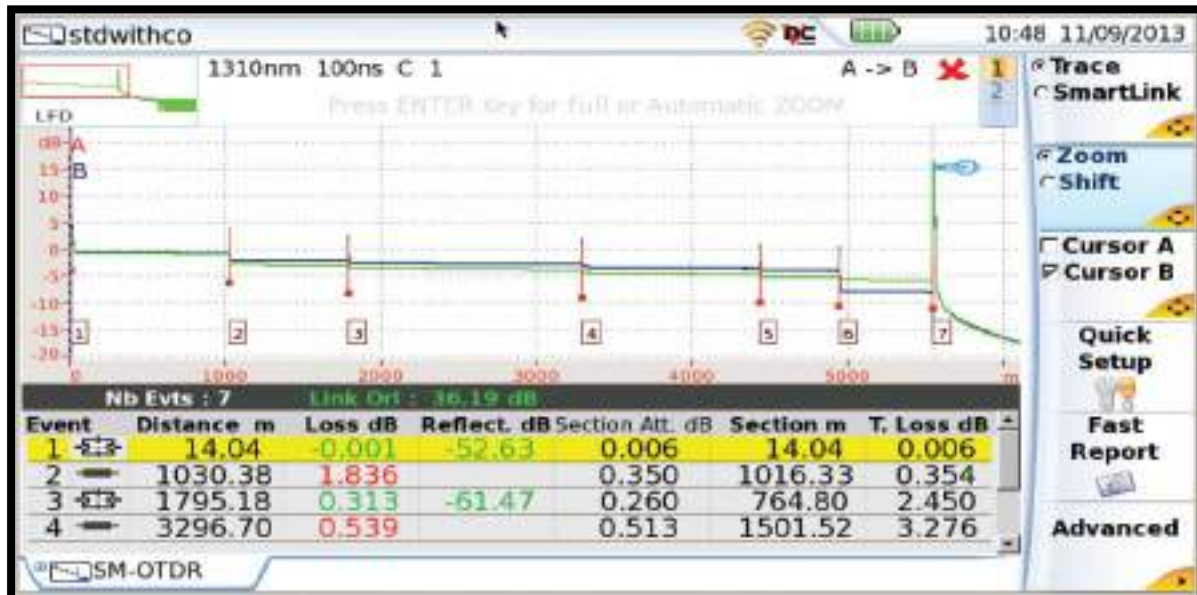 stdwithco
DC
10:48 11/09/2013
1310nm 100ns C 1
A -> B
1
2
Trace
SmartLink
Press ENTER Key for Full or Automatic ZOOM
LFD
dB
A
B
15
10
5
0
-5
-10
-15
-20
1 2 3 4 5 6 7
0 1000 2000 3000 4000 5000 m
Zoom
Shift
Cursor A
Cursor B
Quick
Setup
Fast
Report
Advanced
Nb Evts : 7 Link Orl : 36.19 dB
Event Distance m Loss dB Reflect. dB Section Att. dB Section m T. Loss dB
1 14.04 -0.001 -52.63 0.006 14.04 0.006
2 1030.38 1.836 0.350 1016.33 0.354
3 1795.18 0.313 -61.47 0.260 764.80 2.450
4 3296.70 0.539 0.513 1501.52 3.276
SM-OTDR